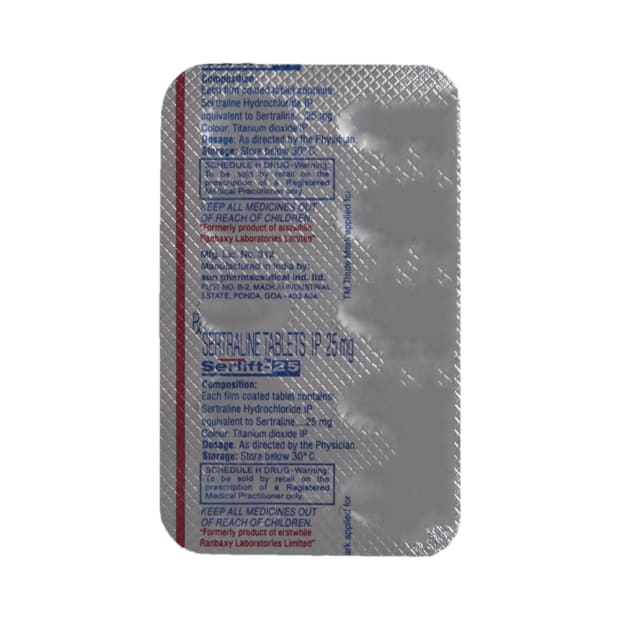 Composition:
Each film coated tablet contains:
Sertraline Hydrochloride IP
equivalent to Sertraline....25 mg
Colour: Titanium dioxide IP
Dosage: As directed by the Physician.
Storage: Store below 30° C.
SCHEDULE H DRUG-Warning:
To be sold by retail on the
prescription of a Registered
Medical Practitioner only.
KEEP ALL MEDICINES OUT
OF REACH OF CHILDREN.
"Formerly product of erstwhile
Ranbaxy Laboratories Limited"
Mfg. Lic. No. 312
Manufactured in India by:
sun pharmaceutical ind. ltd.
PLOT NO. B-2, MADKAI INDUSTRIAL
ESTATE, PONDA, GOA - 403 404
TM Trade Mark applied for
Rx
SERTRALINE TABLETS IP 25 mg
Serlift-25
Composition:
Each film coated tablet contains:
Sertraline Hydrochloride IP
equivalent to Sertraline....25 mg
Colour: Titanium dioxide IP
Dosage: As directed by the Physician.
Storage: Store below 30° C.
SCHEDULE H DRUG-Warning:
To be sold by retail on the
prescription of a Registered
Medical Practitioner only.
KEEP ALL MEDICINES OUT
OF REACH OF CHILDREN.
"Formerly product of erstwhile
Ranbaxy Laboratories Limited"
ark applied for